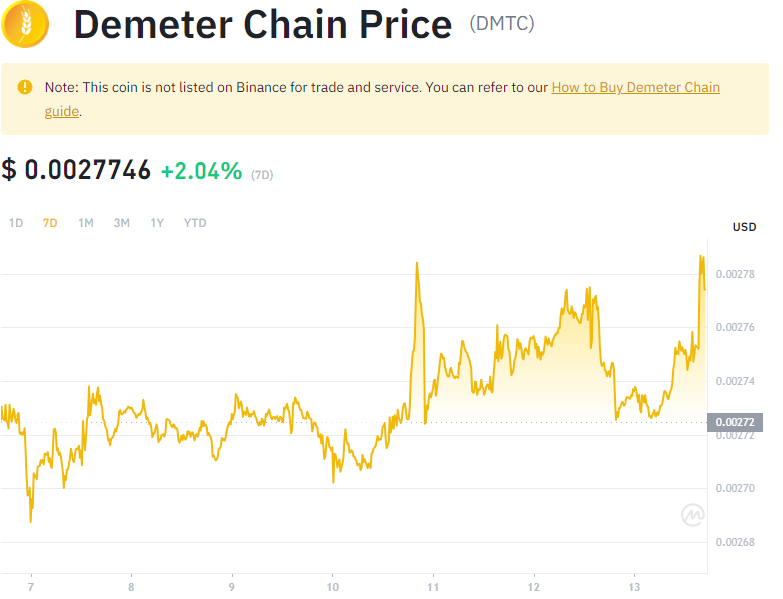 Demeter Chain Price (DMTC)
Note: This coin is not listed on Binance for trade and service. You can refer to our How to Buy Demeter Chain
guide.
$ 0.0027746 +2.04% (7D)
1D 7D 1M 3M 1Y YTD
USD
0.00278
0.00276
0.00274
0.00272
0.00272
0.00270
0.00268
7 8 9 10 11 12 13